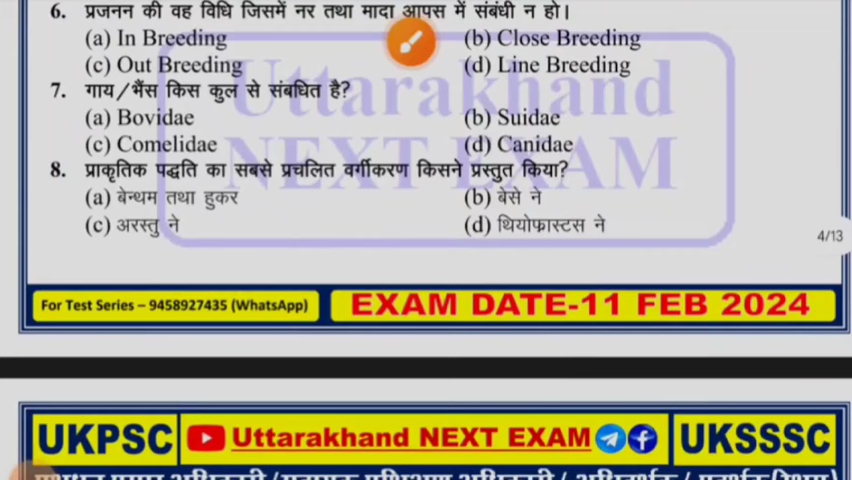 6. प्रजनन की वह विधि जिसमें नर तथा मादा आपस में संबंधी न हो।
(a) In Breeding (b) Close Breeding
(c) Out Breeding (d) Line Breeding
7. गाय/भैंस किस कुल से संबधित है?
(a) Bovidae (b) Suidae
(c) Comelidae (d) Canidae
8. प्राकृतिक पद्धति का सबसे प्रचलित वर्गीकरण किसने प्रस्तुत किया?
(a) बेन्थम तथा हुकर (b) बेसे ने
(c) अरस्तु ने (d) थियोफास्टस ने
Uttarakhand
NEXT EXAM
4/13
For Test Series – 9458927435 (WhatsApp) EXAM DATE-11 FEB 2024
UKPSC Uttarakhand NEXT EXAM UKSSSC